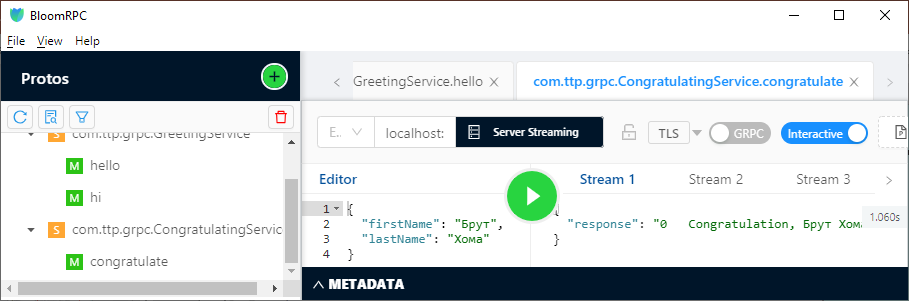 BloomRPC
File View Help
Protos
GreetingService.hello com.ttp.grpc.CongratulatingService.congratulate
E.. localhost: Server Streaming TLS GRPC Interactive
com.ttp.grpc.GreetingService
hello
hi
com.ttp.grpc.CongratulatingServic
congratulate
Editor Stream 1 Stream 2 Stream 3
1 {
2 "firstName": "Брут",
3 "lastName": "Хома"
4 }
{
"response": "0 Congratulation, Брут Хома
}
1.060s
METADATA